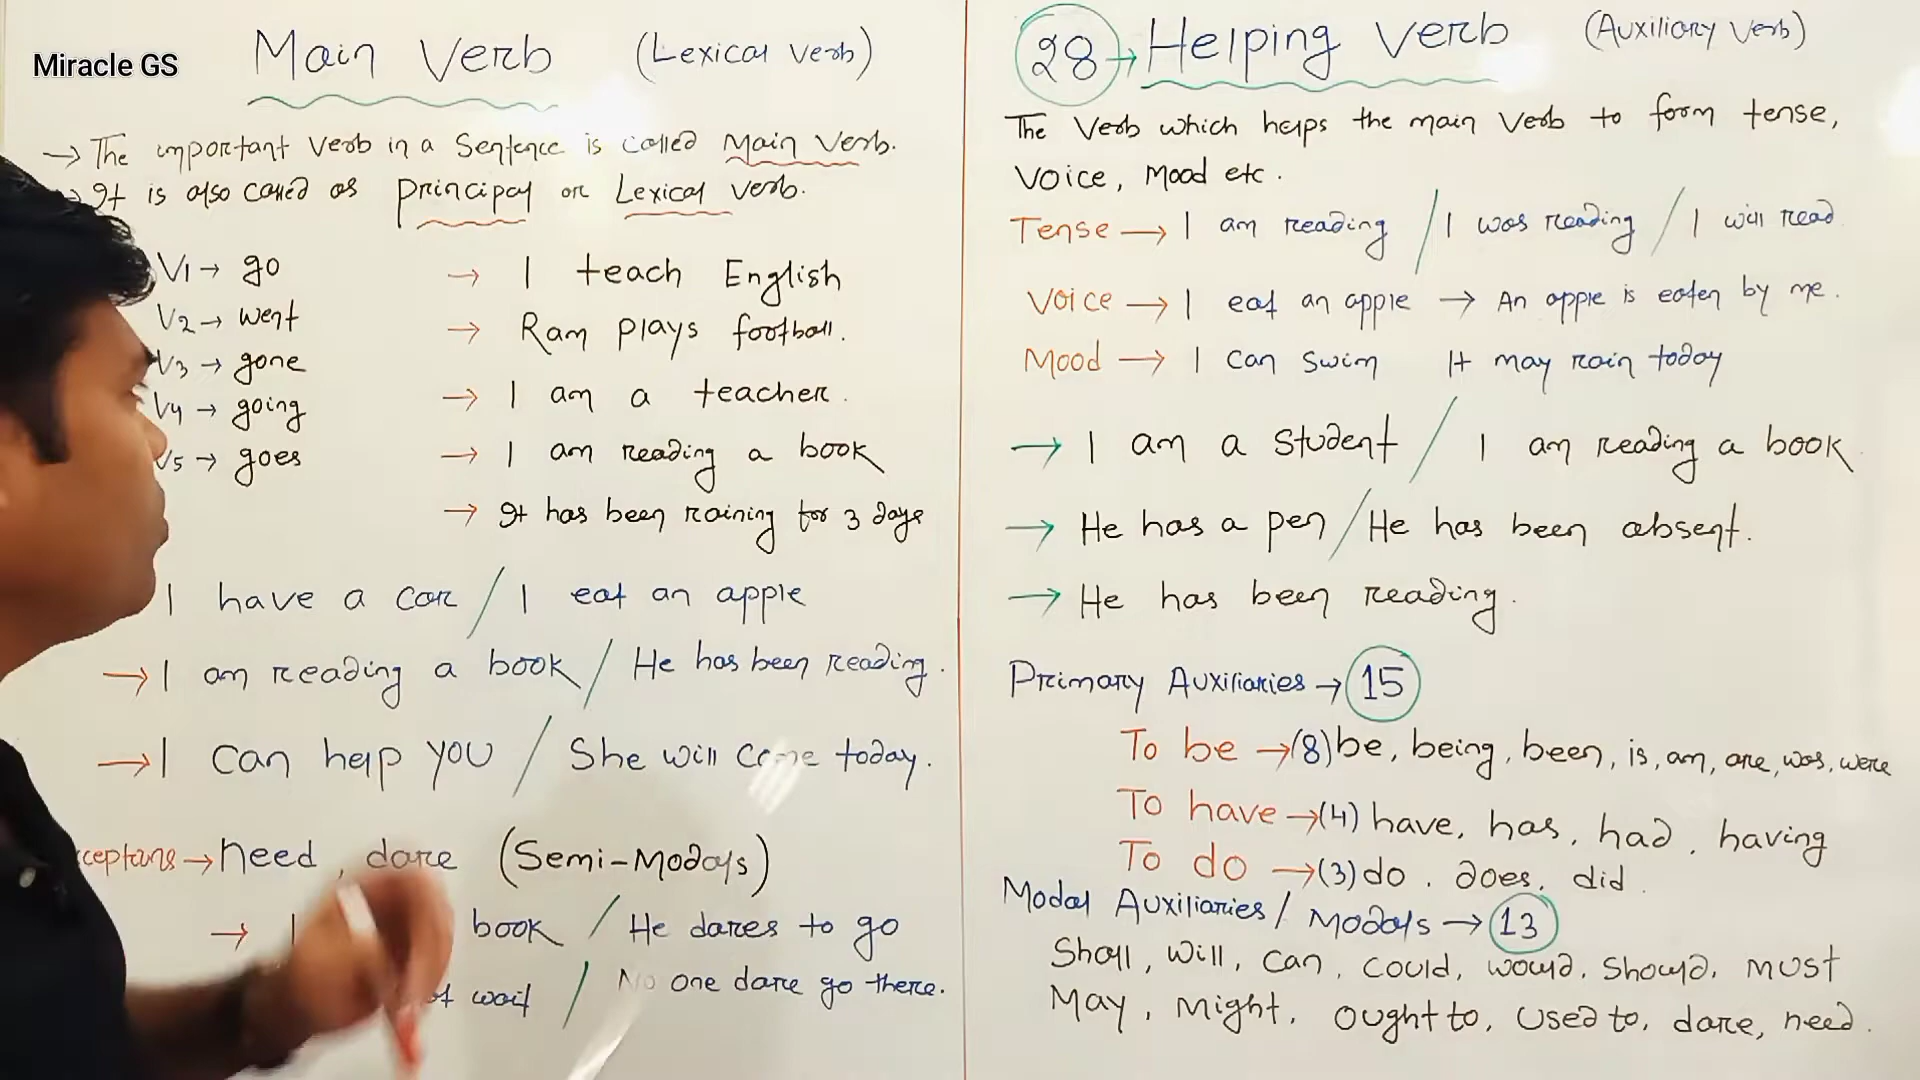 Miracle GS
Main Verb (Lexical Verb)
→ The important Verb in a Sentence is called Main Verb.
→ It is also called as principal or Lexical verb.
V1 → go
V2 → went
V3 → gone
V4 → going
V5 → goes
→ I teach English
→ Ram plays football.
→ I am a teacher.
→ I am reading a book
→ It has been raining for 3 days
I have a car / I eat an apple
→ I am reading a book / He has been reading.
→ I can help you / She will come today.
→ need, dare (Semi-Modals)
→ I book / He dares to go
wait / No one dare go there.
28 → Helping Verb (Auxiliary Verb)
The Verb which helps the main verb to form tense,
Voice, Mood etc.
Tense → I am reading / I was reading / I will read
Voice → I eat an apple → An apple is eaten by me.
Mood → I can swim It may rain today
→ I am a Student / I am reading a book
→ He has a pen / He has been absent.
→ He has been reading.
Primary Auxiliaries → 15
To be → (8) be, being, been, is, am, are, was, were
To have → (4) have, has, had, having
To do → (3) do, does, did
Modal Auxiliaries / Modals → 13
Shall, will, can, could, would, should, must
May, might, ought to, used to, dare, need.